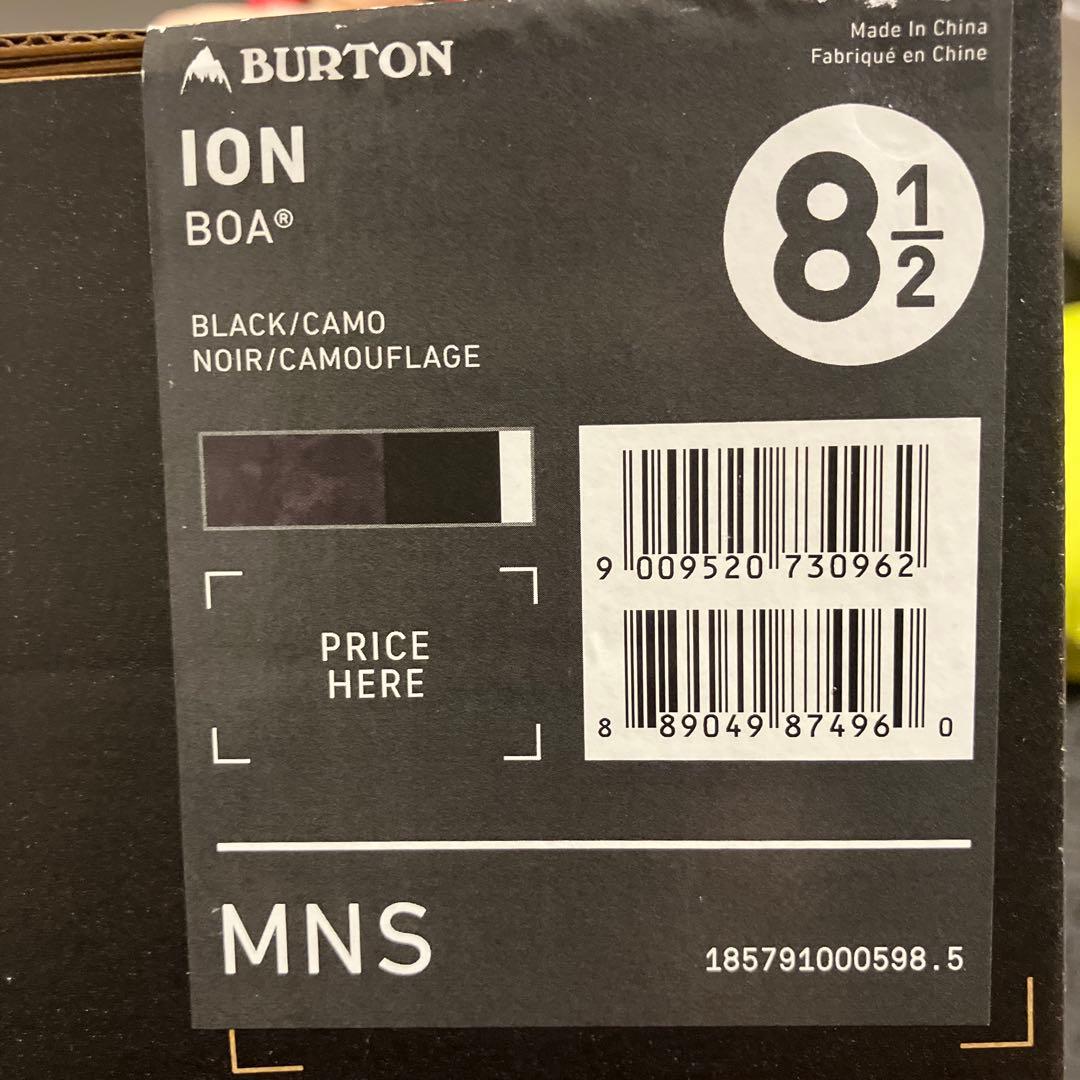 BURTON
Made In China
Fabriqué en Chine
ION
BOA®
8 1/2
BLACK/CAMO
NOIR/CAMOUFLAGE
9 009520 730962
PRICE
HERE
8 89049 87496 0
MNS
185791000598.5